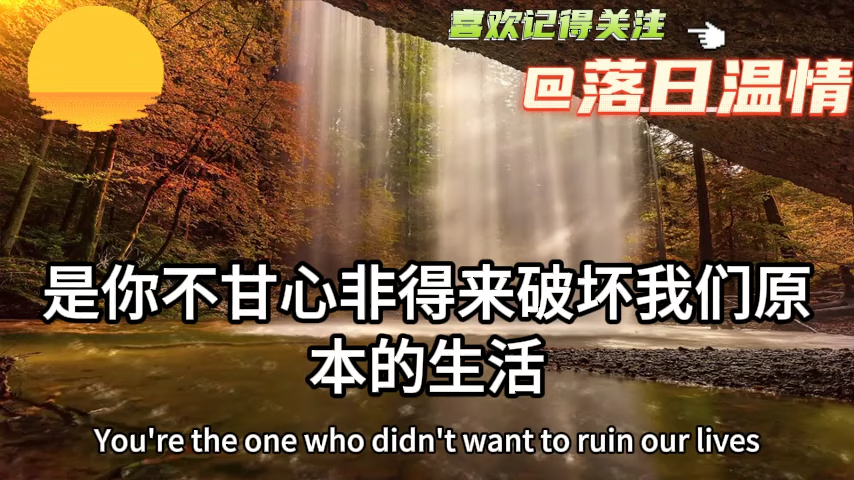 喜欢记得关注
@落日温情
是你不甘心非得来破坏我们原
本的生活
You're the one who didn't want to ruin our lives